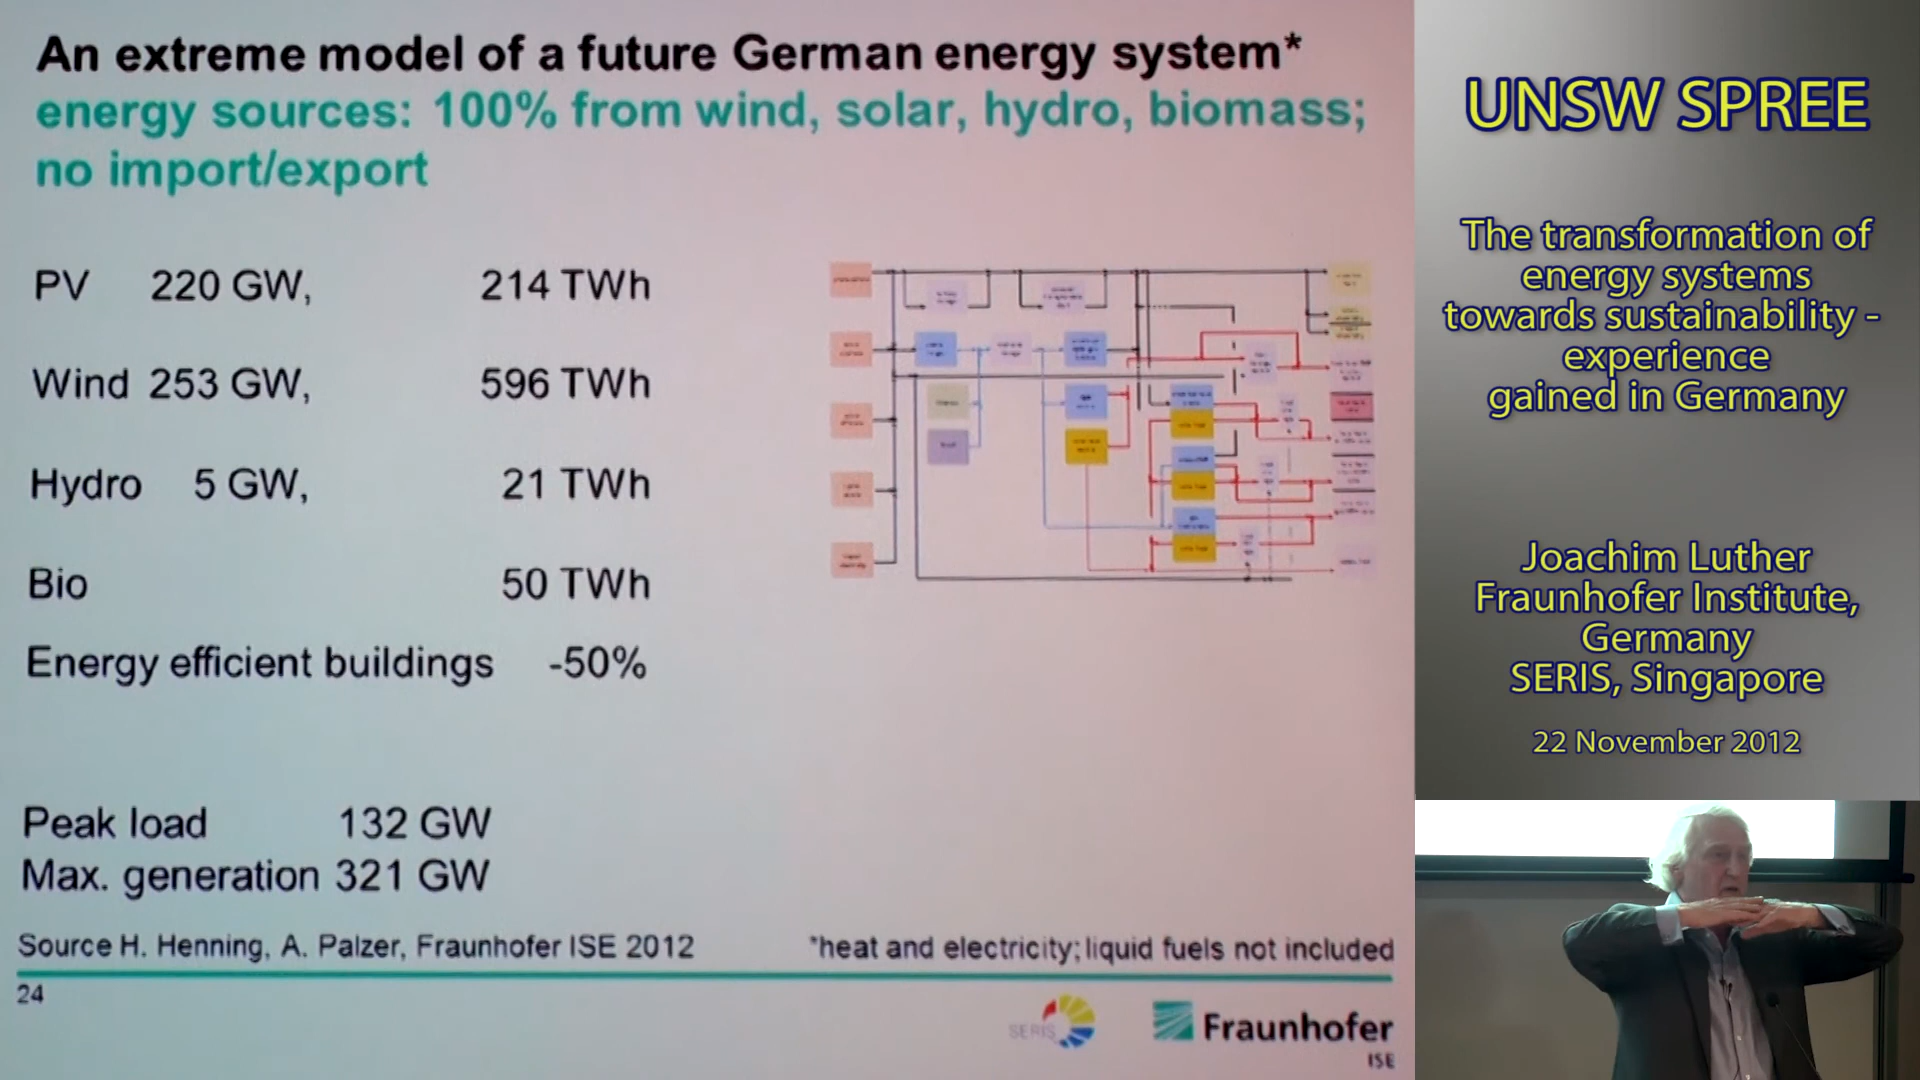 An extreme model of a future German energy system*
energy sources: 100% from wind, solar, hydro, biomass;
no import/export
PV 220 GW, 214 TWh
Wind 253 GW, 596 TWh
Hydro 5 GW, 21 TWh
Bio 50 TWh
Energy efficient buildings -50%
Peak load 132 GW
Max. generation 321 GW
Source H. Henning, A. Palzer, Fraunhofer ISE 2012
*heat and electricity; liquid fuels not included
24
SERIS
Fraunhofer
ISE
UNSW SPREE
The transformation of
energy systems
towards sustainability -
experience
gained in Germany
Joachim Luther
Fraunhofer Institute,
Germany
SERIS, Singapore
22 November 2012